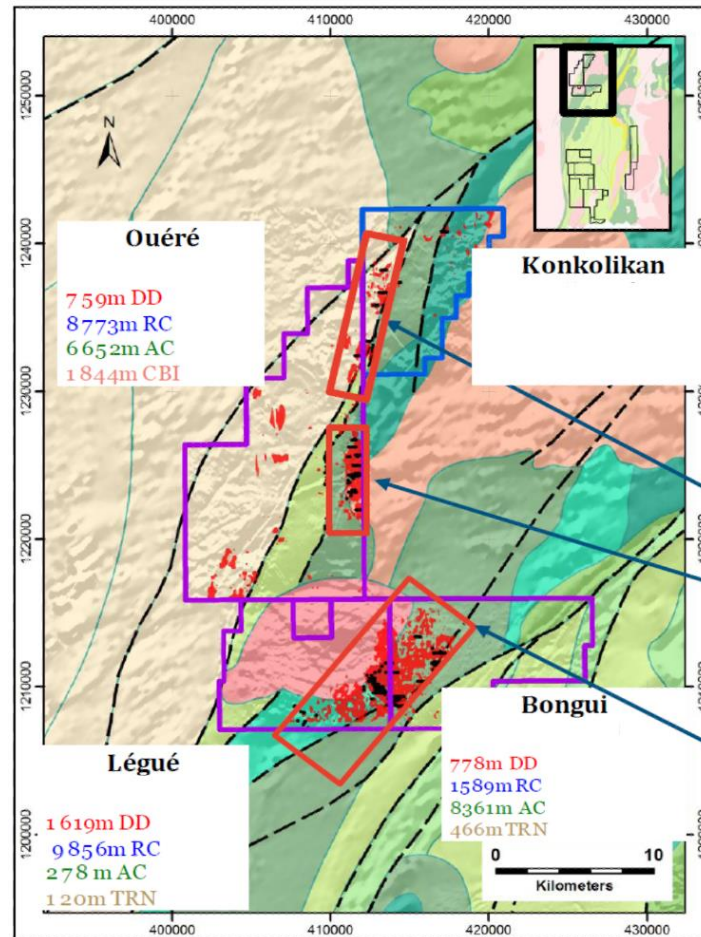 400000 410000 420000 430000
1250000
1240000
1230000
1220000
1210000
1200000
N
Ouéré
759m DD
8773m RC
6652m AC
1844m CBI
Konkolikan
Bongui
778m DD
1589m RC
8361m AC
466m TRN
Légué
1619m DD
9856m RC
278m AC
120m TRN
0 10
Kilometers
400000 410000 420000 430000